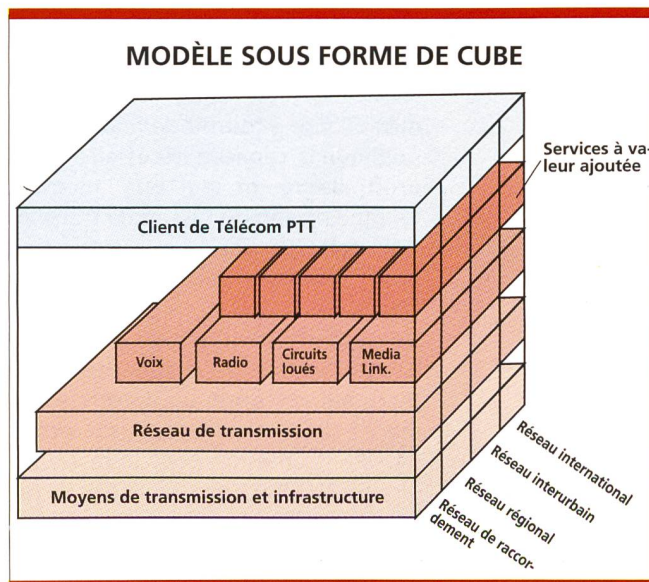 MODÈLE SOUS FORME DE CUBE
Services à va-
leur ajoutée
Client de Télécom PTT
Voix
Radio
Circuits
loués
Media
Link.
Réseau de transmission
Moyens de transmission et infrastructure
Réseau international
Réseau interurbain
Réseau régional
Réseau de raccor-
dement